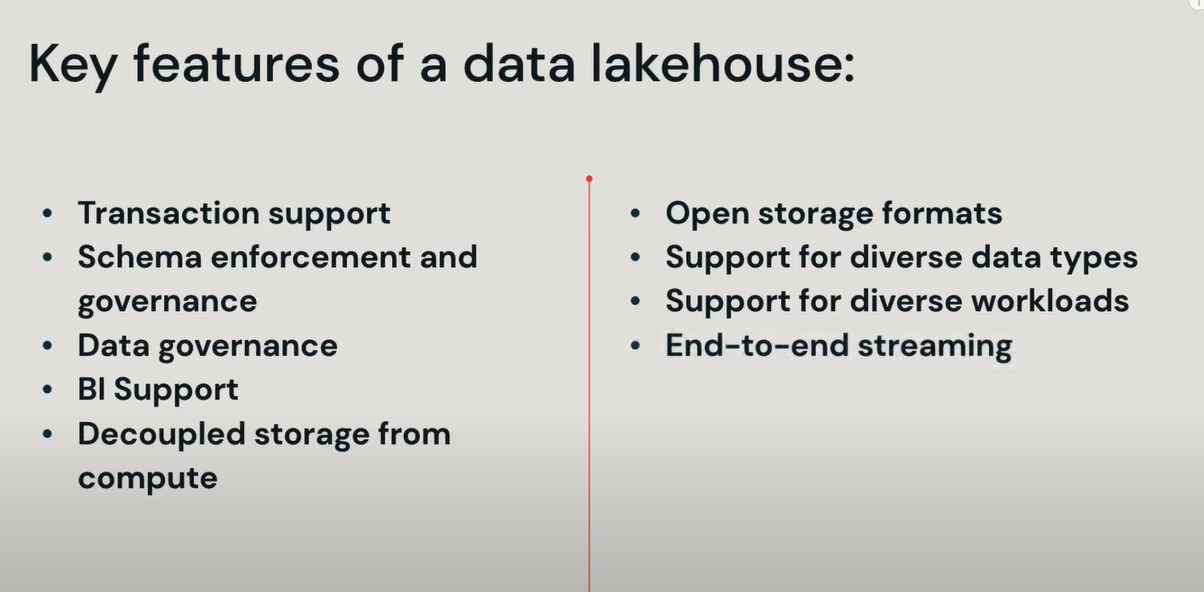 Key features of a data lakehouse:
• Transaction support
• Schema enforcement and
governance
• Data governance
• BI Support
• Decoupled storage from
compute
• Open storage formats
• Support for diverse data types
• Support for diverse workloads
• End-to-end streaming